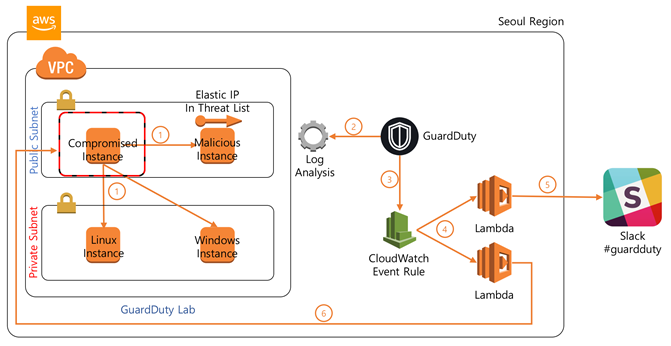 aws
Seoul Region
VPC
Elastic IP
In Threat List
Public Subnet
Compromised
Instance
1
Malicious
Instance
1
Private Subnet
Linux
Instance
Windows
Instance
GuardDuty Lab
Log
Analysis
2
GuardDuty
3
CloudWatch
Event Rule
4
Lambda
5
Lambda
6
S
Slack
#guardduty